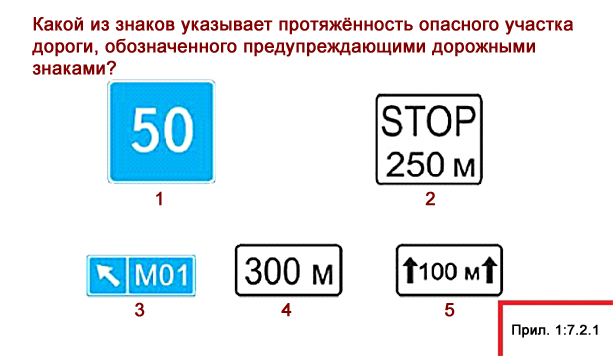 Какой из знаков указывает протяжённость опасного участка
дороги, обозначенного предупреждающими дорожными
знаками?
50
STOP
250 м
1
2
М01
300 м
100 м
3
4
5
Прил. 1:7.2.1